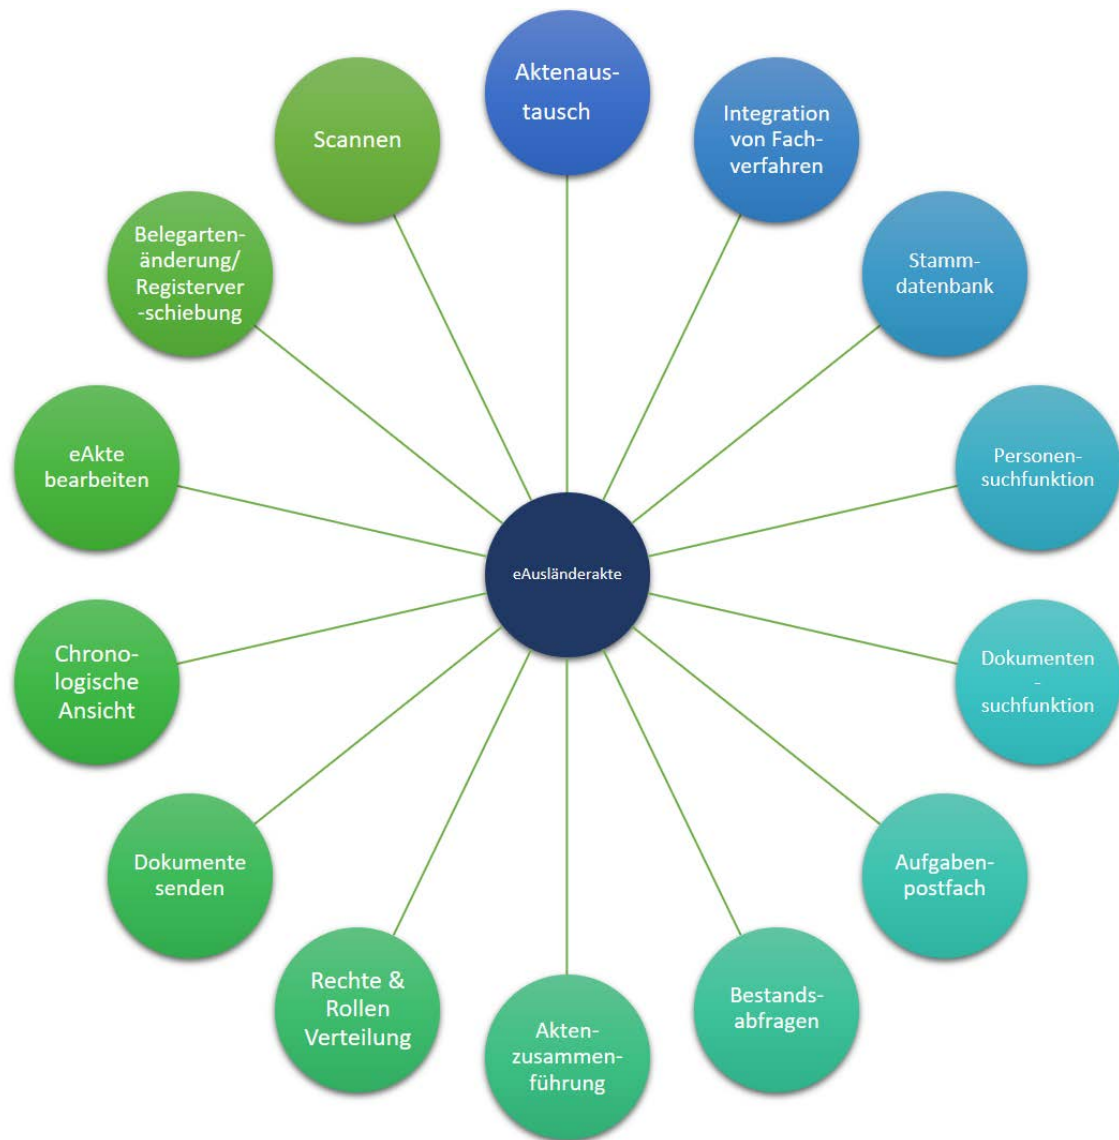 Aktenaus-
tausch
Integration
von Fach-
verfahren
Stamm-
datenbank
Personen-
suchfunktion
Dokumenten
-
suchfunktion
Aufgaben-
postfach
Bestands-
abfragen
Akten-
zusammen-
führung
Rechte &
Rollen
Verteilung
Dokumente
senden
Chrono-
logische
Ansicht
eAkte
bearbeiten
Belegarten-
änderung/
Registerver
-schiebung
Scannen
eAusländerakte